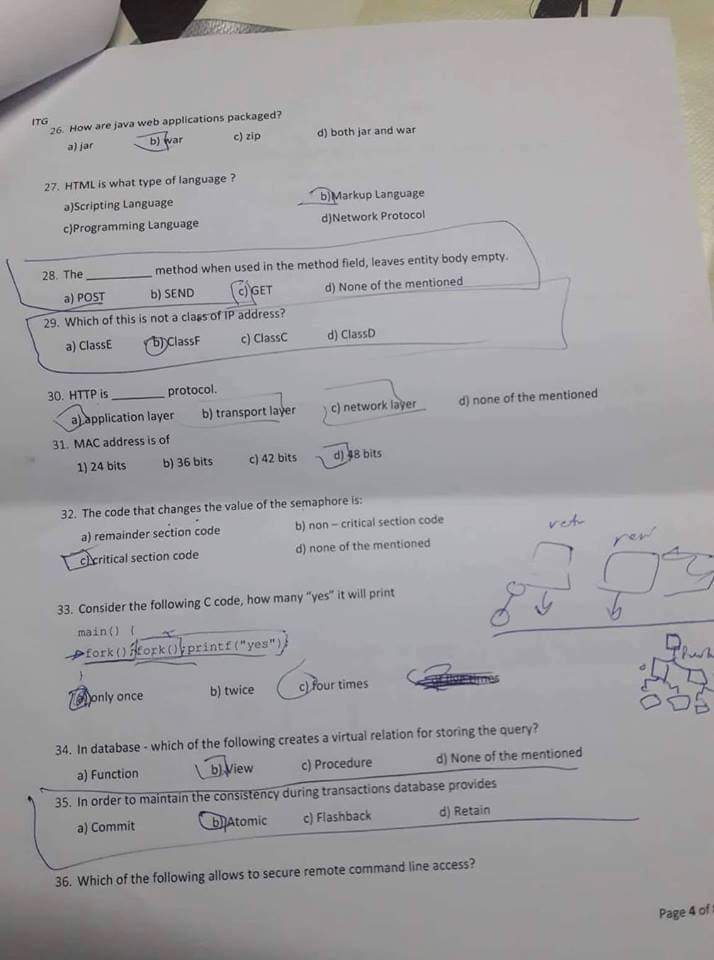 ITG
26. How are java web applications packaged?
a) jar b) war c) zip d) both jar and war
27. HTML is what type of language ?
a)Scripting Language b)Markup Language
c)Programming Language d)Network Protocol
28. The __________ method when used in the method field, leaves entity body empty.
a) POST b) SEND c) GET d) None of the mentioned
29. Which of this is not a class of IP address?
a) ClassE b) ClassF c) ClassC d) ClassD
30. HTTP is ________ protocol.
a) application layer b) transport layer c) network layer d) none of the mentioned
31. MAC address is of
1) 24 bits b) 36 bits c) 42 bits d) 48 bits
32. The code that changes the value of the semaphore is:
a) remainder section code b) non – critical section code
c) critical section code d) none of the mentioned
33. Consider the following C code, how many "yes" it will print
main() {
fork();fork();printf("yes");
}
a) only once b) twice c) four times
34. In database - which of the following creates a virtual relation for storing the query?
a) Function b) View c) Procedure d) None of the mentioned
35. In order to maintain the consistency during transactions database provides
a) Commit b) Atomic c) Flashback d) Retain
36. Which of the following allows to secure remote command line access?
Page 4 of